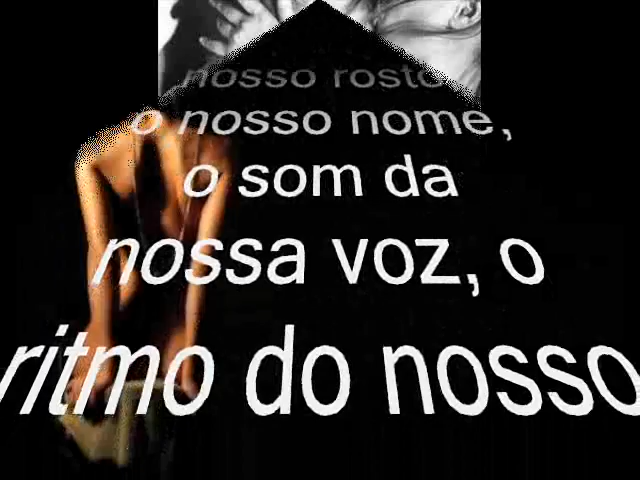 nosso rosto
o nosso nome,
o som da
nossa voz, o
ritmo do nosso